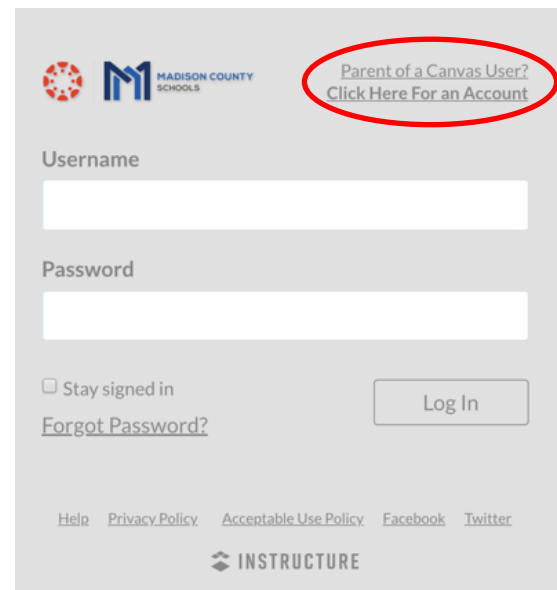 MADISON COUNTY
SCHOOLS
Parent of a Canvas User?
Click Here For an Account
Username
Password
Stay signed in
Log In
Forgot Password?
Help Privacy Policy Acceptable Use Policy Facebook Twitter
INSTRUCTURE